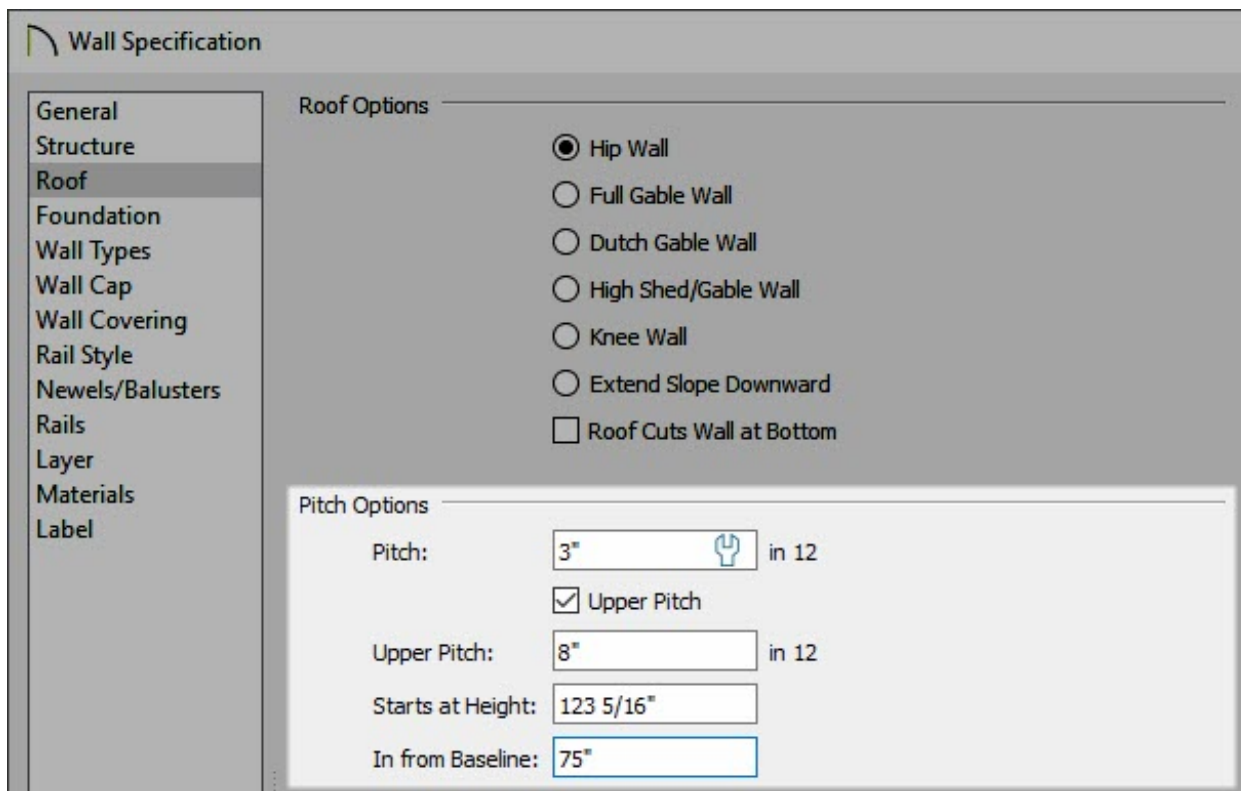 Wall Specification
General
Structure
Roof
Foundation
Wall Types
Wall Cap
Wall Covering
Rail Style
Newels/Balusters
Rails
Layer
Materials
Label
Roof Options
Hip Wall
Full Gable Wall
Dutch Gable Wall
High Shed/Gable Wall
Knee Wall
Extend Slope Downward
Roof Cuts Wall at Bottom
Pitch Options
Pitch: 3" in 12
Upper Pitch
Upper Pitch: 8" in 12
Starts at Height: 123 5/16"
In from Baseline: 75"